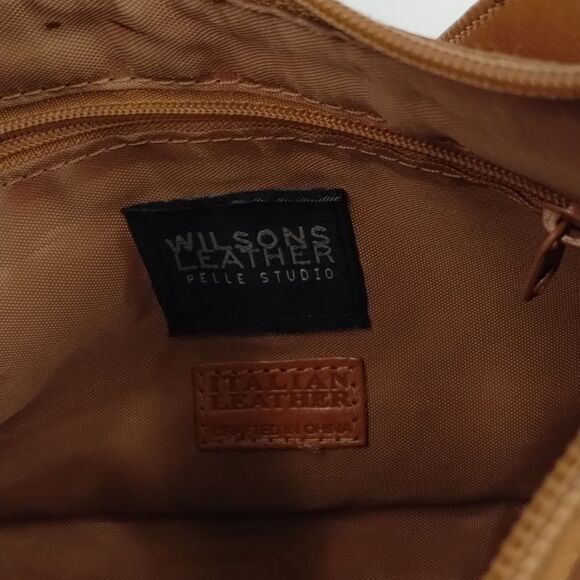 WILSONS
LEATHER
PELLE STUDIO
ITALIAN
LEATHER
CRAFTED IN CHINA